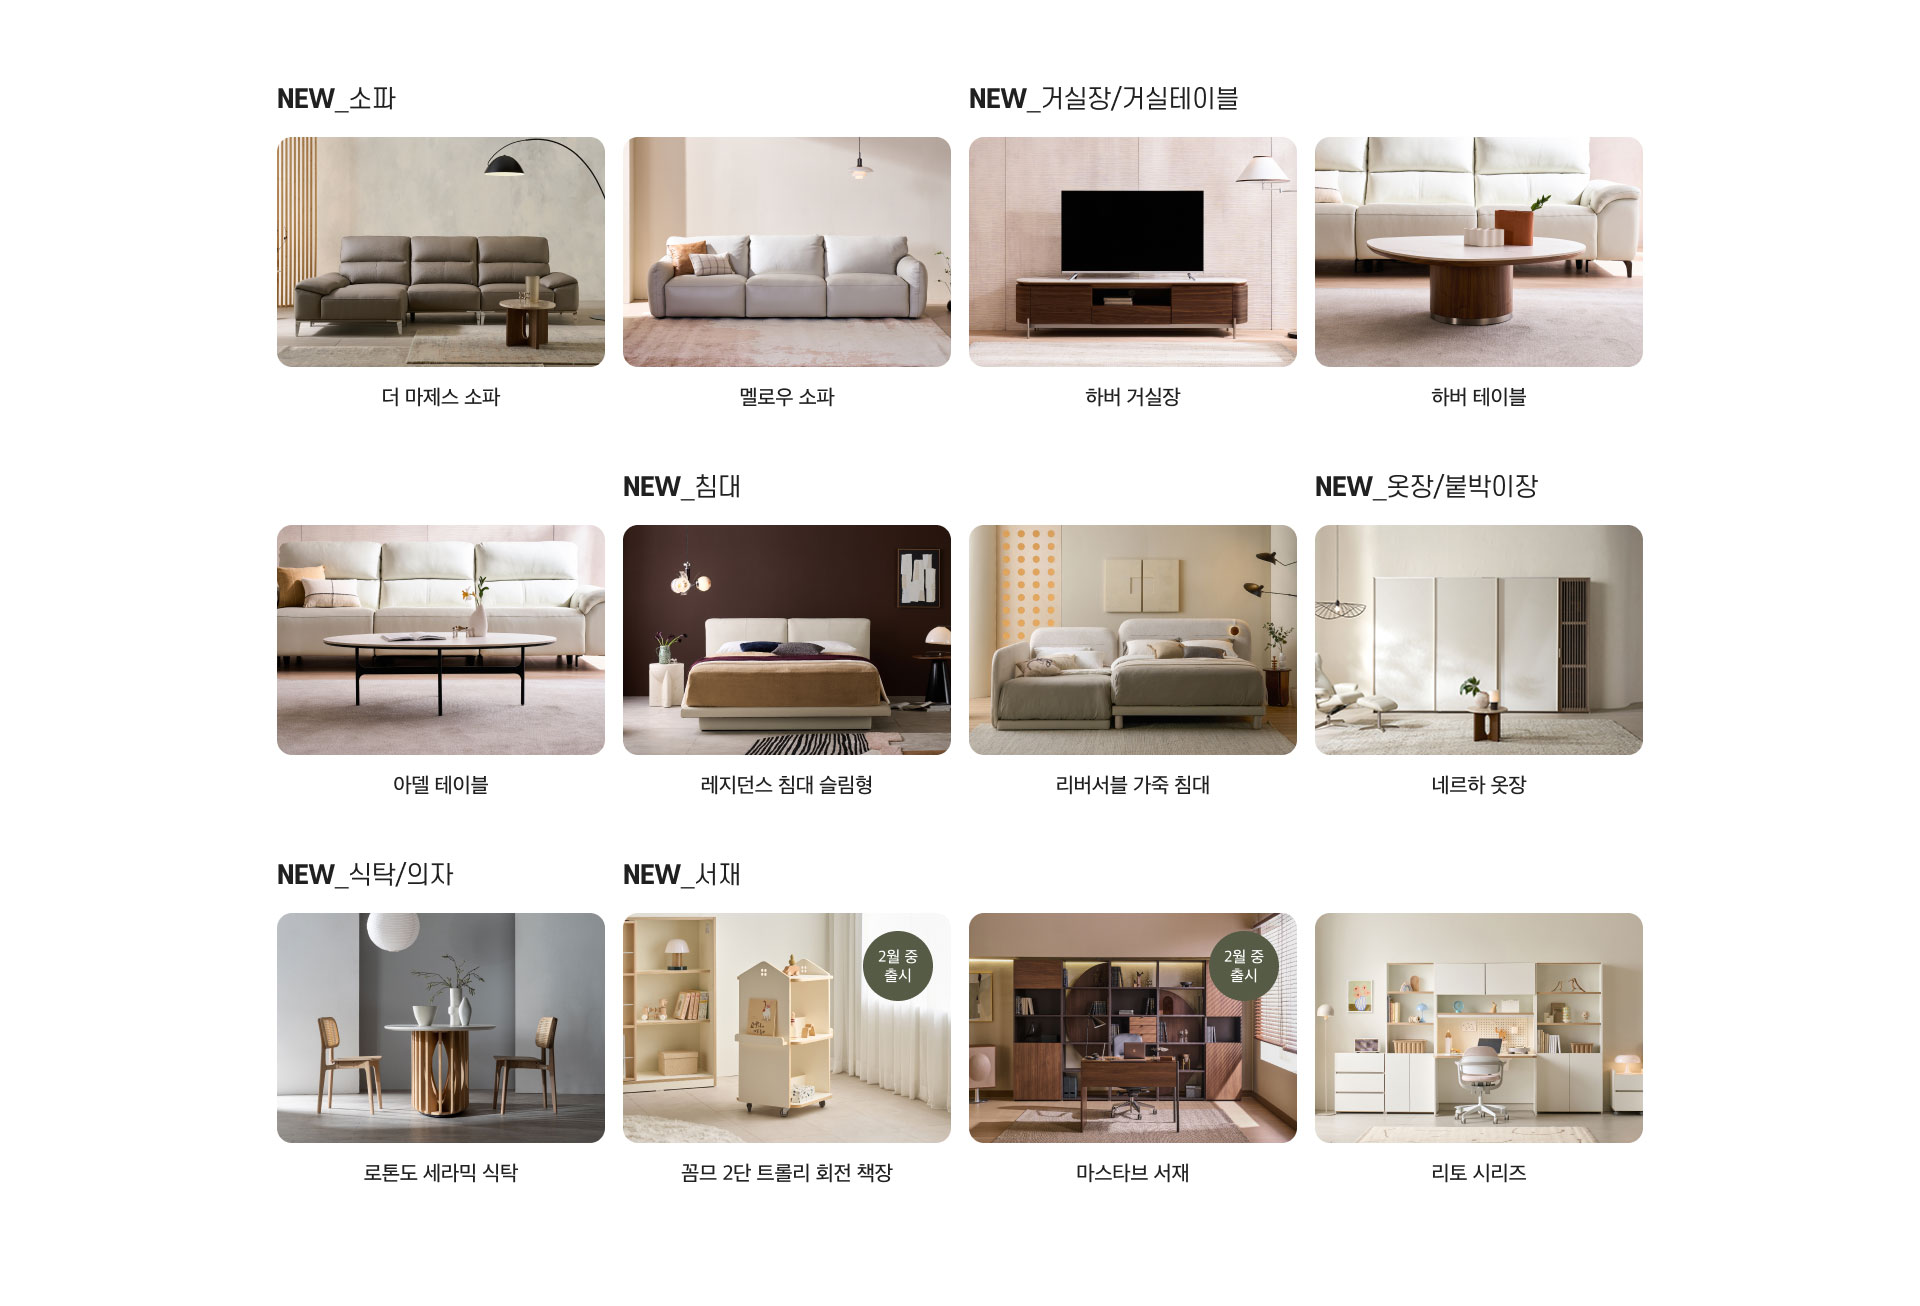 NEW_소파
NEW_거실장/거실테이블
더 마제스 소파
멜로우 소파
하버 거실장
하버 테이블
NEW_침대
NEW_옷장/붙박이장
아델 테이블
레지던스 침대 슬림형
리버서블 가죽 침대
네르하 옷장
NEW_식탁/의자
NEW_서재
2월 중
출시
2월 중
출시
로톤도 세라믹 식탁
꼼므 2단 트롤리 회전 책장
마스타브 서재
리토 시리즈